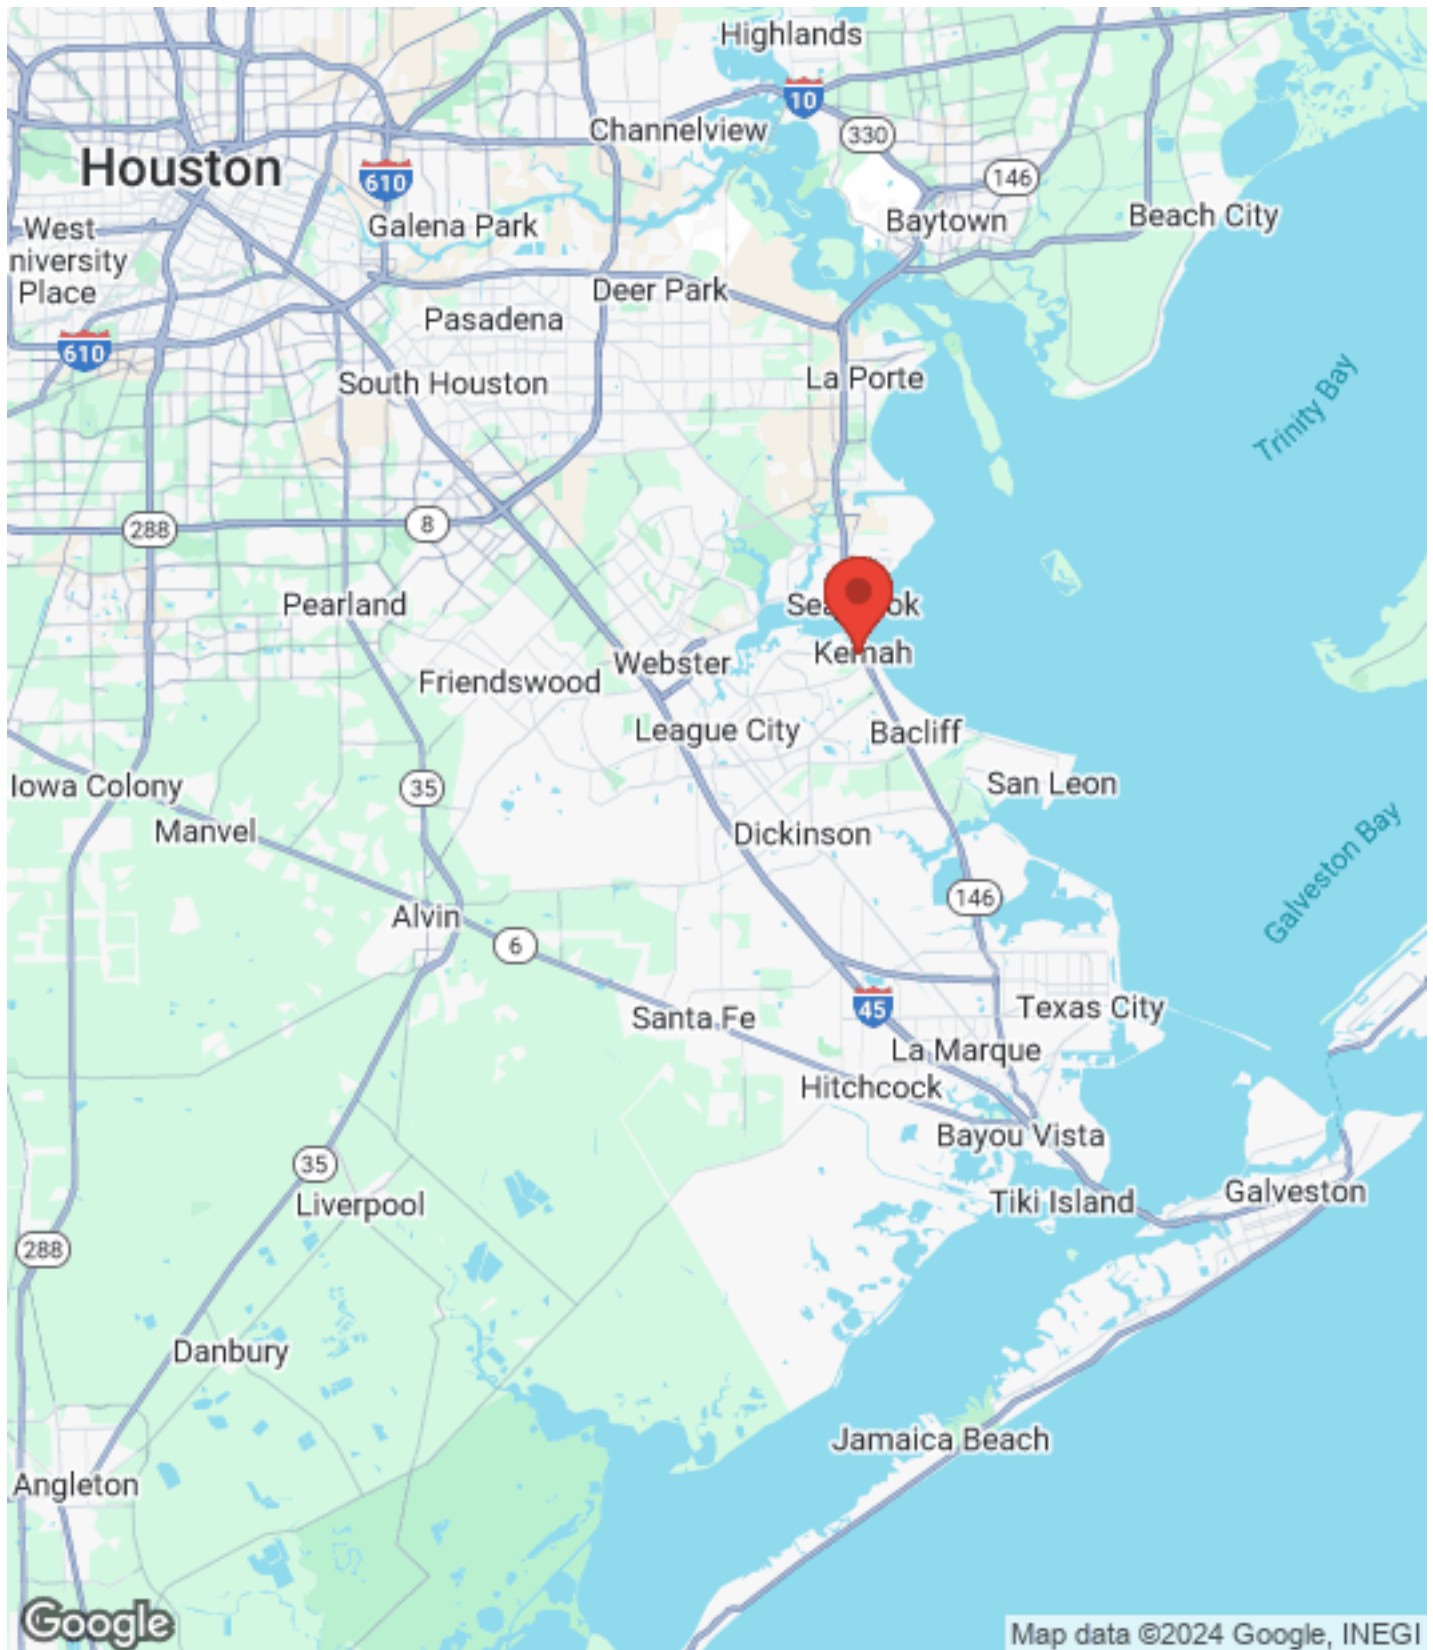 Highlands
10
Channelview
330
Houston
610
146
West
niversity
Place
Galena Park
Baytown
Beach City
Deer Park
Pasadena
610
La Porte
South Houston
Trinity Bay
288
8
Pearland
Kemah
Webster
Friendswood
League City
Bacliff
Iowa Colony
35
San Leon
Manvel
Dickinson
Galveston Bay
146
Alvin
6
45
Texas City
Santa Fe
La Marque
Hitchcock
Bayou Vista
35
Liverpool
Tiki Island
Galveston
288
Danbury
Jamaica Beach
Angleton
Google
Map data ©2024 Google, INEGI